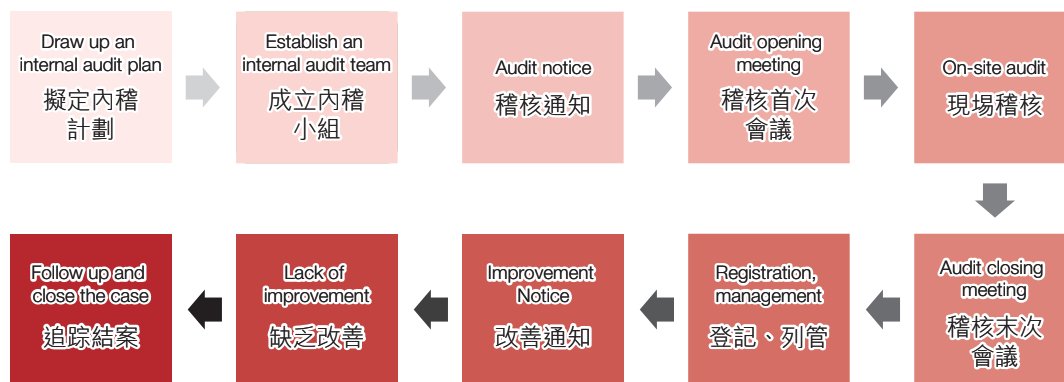 Draw up an
internal audit plan
擬定內稽
計劃
Establish an
internal audit team
成立內稽
小組
Audit notice
稽核通知
Audit opening
meeting
稽核首次
會議
On-site audit
現場稽核
Audit closing
meeting
稽核末次
會議
Registration,
management
登記、列管
Improvement
Notice
改善通知
Lack of
improvement
缺乏改善
Follow up and
close the case
追踪結案